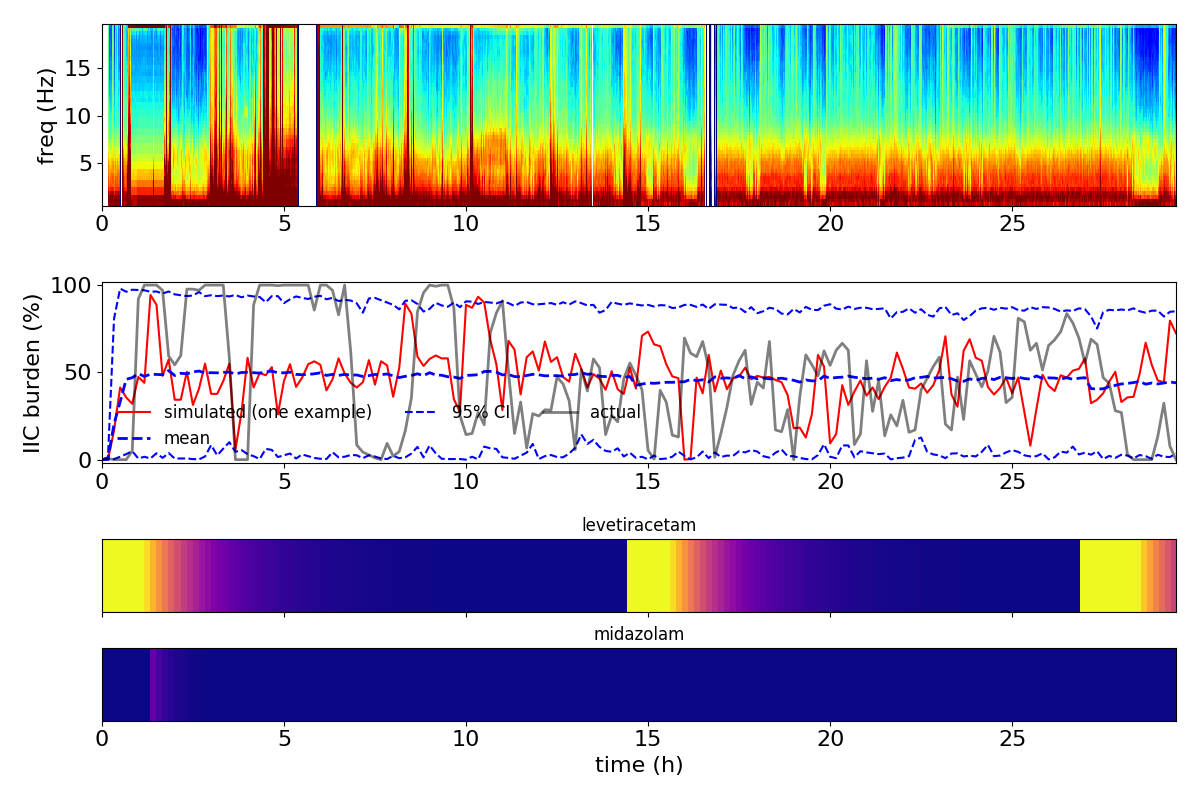 freq (Hz)
15
10
5
0 5 10 15 20 25
IIC burden (%)
100
50
0
simulated (one example) 95% CI actual
mean
0 5 10 15 20 25
levetiracetam
midazolam
0 5 10 15 20 25
time (h)